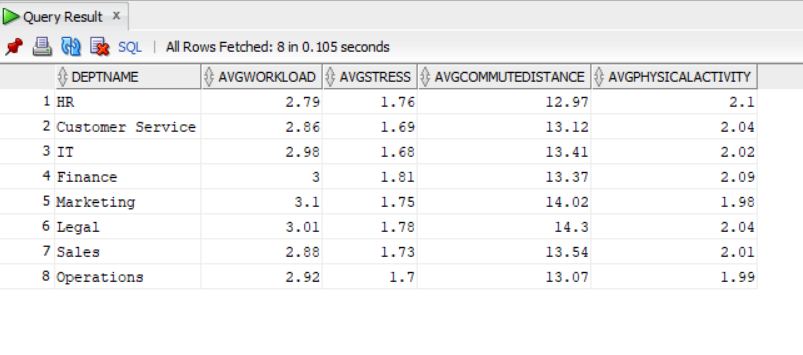 Query Result x
SQL | All Rows Fetched: 8 in 0.105 seconds
DEPTNAME AVGWORKLOAD AVGSTRESS AVGCOMMUTEDISTANCE AVGPHYSICALACTIVITY
1 HR 2.79 1.76 12.97 2.1
2 Customer Service 2.86 1.69 13.12 2.04
3 IT 2.98 1.68 13.41 2.02
4 Finance 3 1.81 13.37 2.09
5 Marketing 3.1 1.75 14.02 1.98
6 Legal 3.01 1.78 14.3 2.04
7 Sales 2.88 1.73 13.54 2.01
8 Operations 2.92 1.7 13.07 1.99